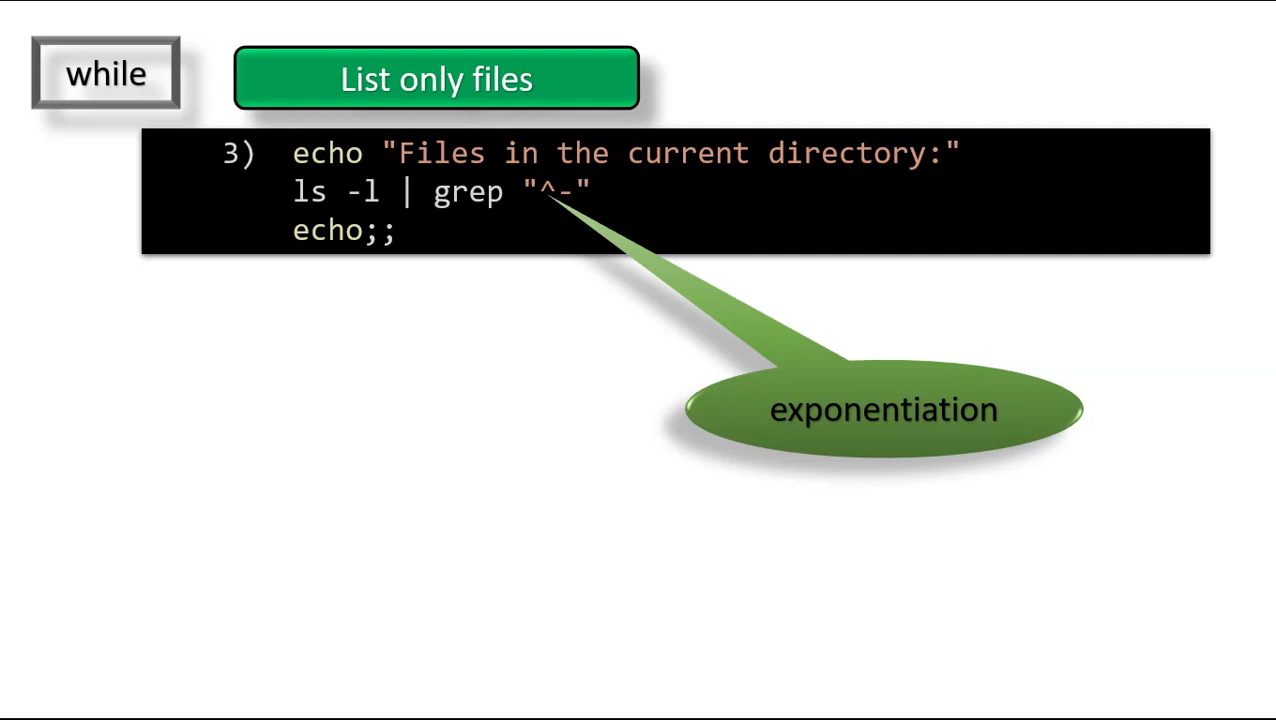 while
List only files
3) echo "Files in the current directory:"
ls -l | grep "^-"
echo;;
exponentiation